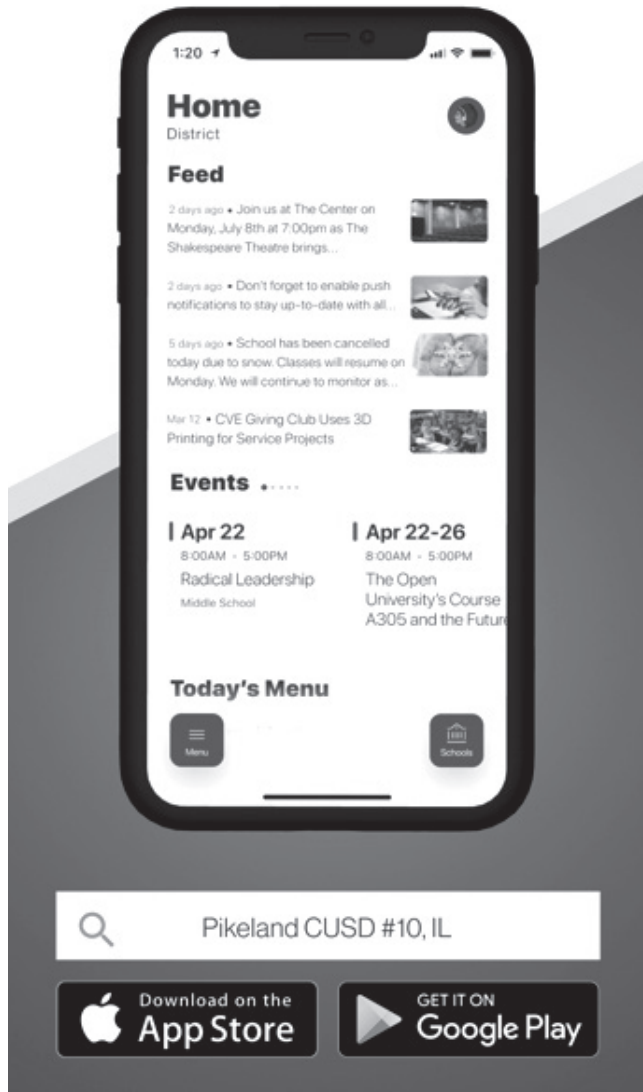 1:20
Home
District
Feed
2 days ago • Join us at The Center on
Monday, July 8th at 7:00pm as The
Shakespeare Theatre brings...
2 days ago • Don't forget to enable push
notifications to stay up-to-date with all...
5 days ago • School has been cancelled
today due to snow. Classes will resume on
Monday. We will continue to monitor as...
Mar 12 • CVE Giving Club Uses 3D
Printing for Service Projects
Events
Apr 22
8:00AM - 5:00PM
Radical Leadership
Middle School
Apr 22-26
8:00AM - 5:00PM
The Open
University's Course
A305 and the Future
Today's Menu
Menu
Schools
Pikeland CUSD #10, IL
Download on the
App Store
GET IT ON
Google Play